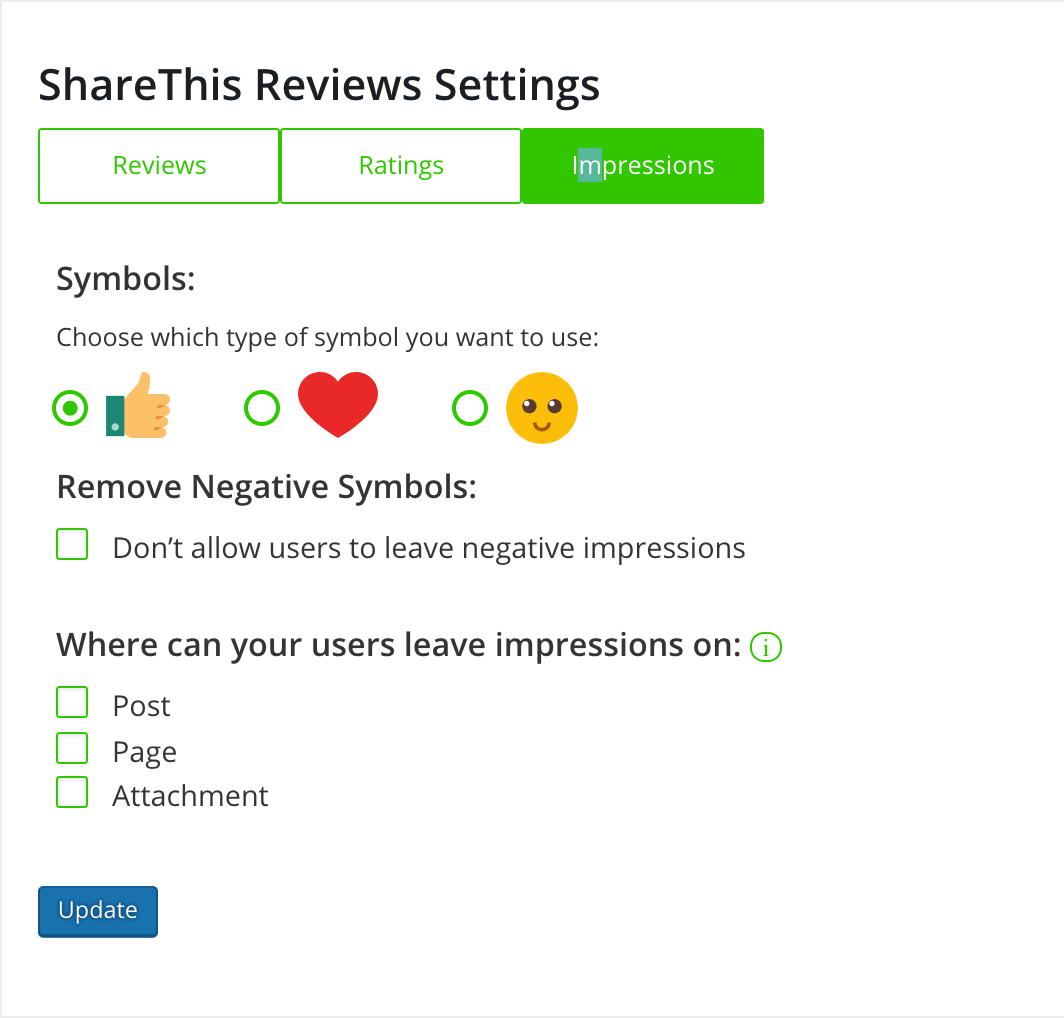 ShareThis Reviews Settings
Reviews Ratings Impressions
Symbols:
Choose which type of symbol you want to use:
Remove Negative Symbols:
Don’t allow users to leave negative impressions
Where can your users leave impressions on: i
Post
Page
Attachment
Update